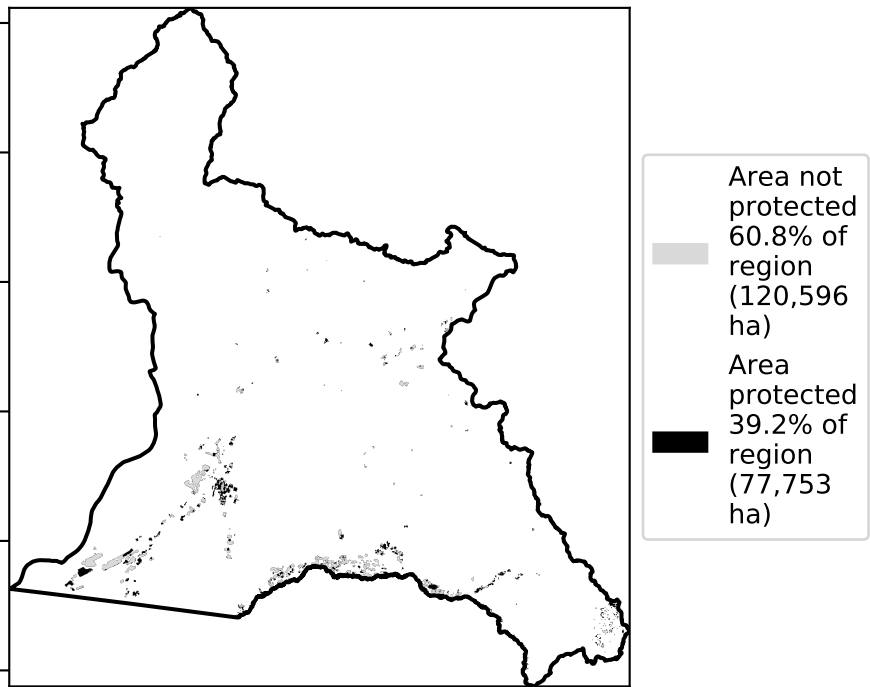 Area not
protected
60.8% of
region
(120,596
ha)
Area
protected
39.2% of
region
(77,753
ha)